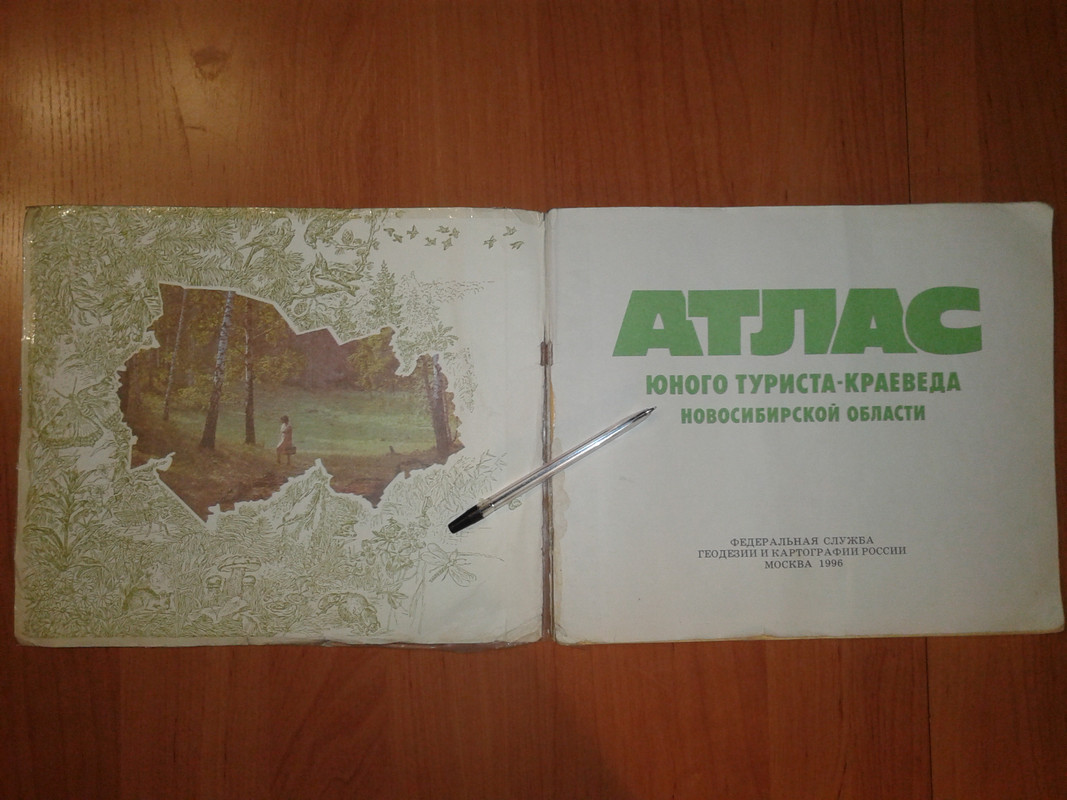 АТЛАС
ЮНОГО ТУРИСТА-КРАЕВЕДА
НОВОСИБИРСКОЙ ОБЛАСТИ
ФЕДЕРАЛЬНАЯ СЛУЖБА
ГЕОДЕЗИИ И КАРТОГРАФИИ РОССИИ
МОСКВА 1996